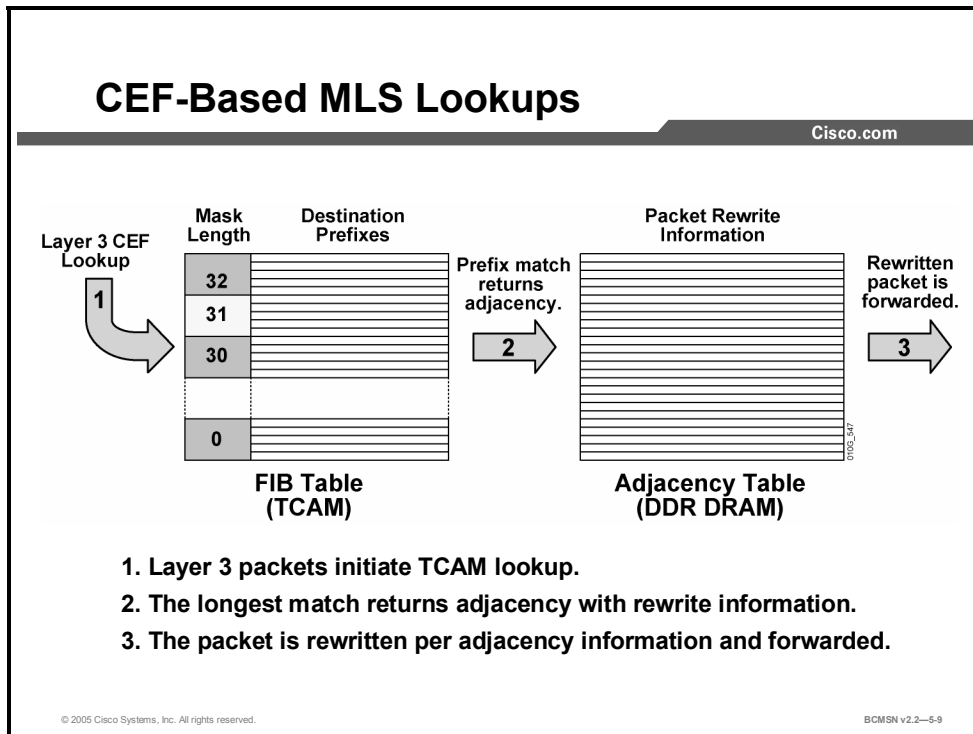 CEF-Based MLS Lookups
Cisco.com
Layer 3 CEF
Lookup
1
Mask
Length
Destination
Prefixes
32
31
30
0
FIB Table
(TCAM)
Prefix match
returns
adjacency.
2
Packet Rewrite
Information
010G_547
Adjacency Table
(DDR DRAM)
Rewritten
packet is
forwarded.
3
1. Layer 3 packets initiate TCAM lookup.
2. The longest match returns adjacency with rewrite information.
3. The packet is rewritten per adjacency information and forwarded.
© 2005 Cisco Systems, Inc. All rights reserved.
BCMSN v2.2—5-9